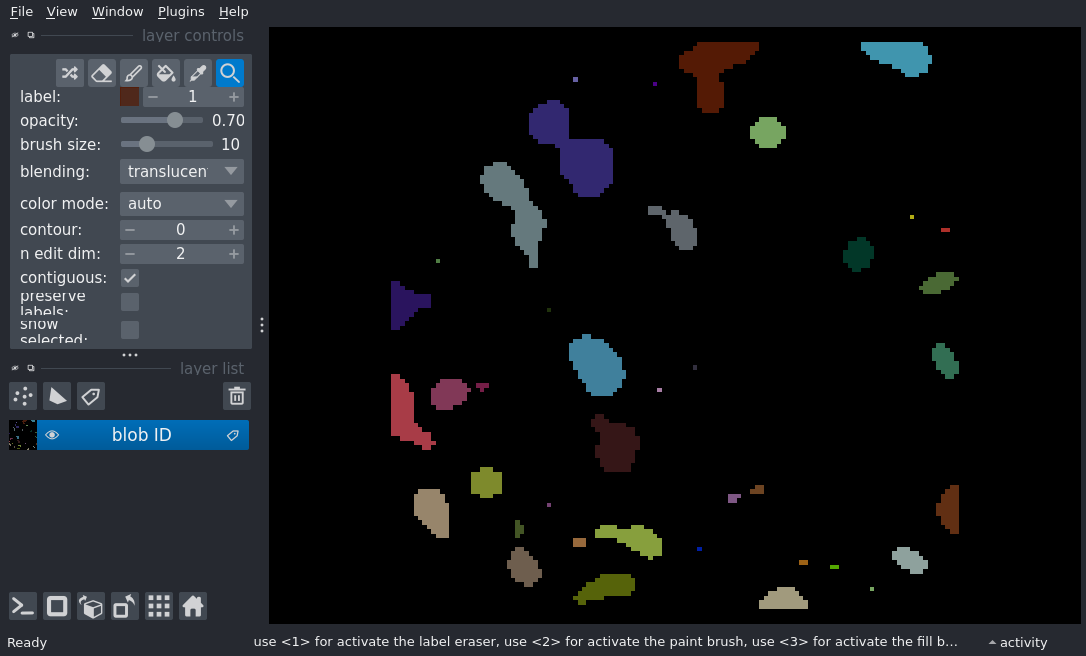 File View Window Plugins Help
layer controls
label: 1
opacity: 0.70
brush size: 10
blending: translucen
color mode: auto
contour: 0
n edit dim: 2
contiguous:
preserve
labels:
show
selected:
layer list
blob ID
Ready use <1> for activate the label eraser, use <2> for activate the paint brush, use <3> for activate the fill b... activity